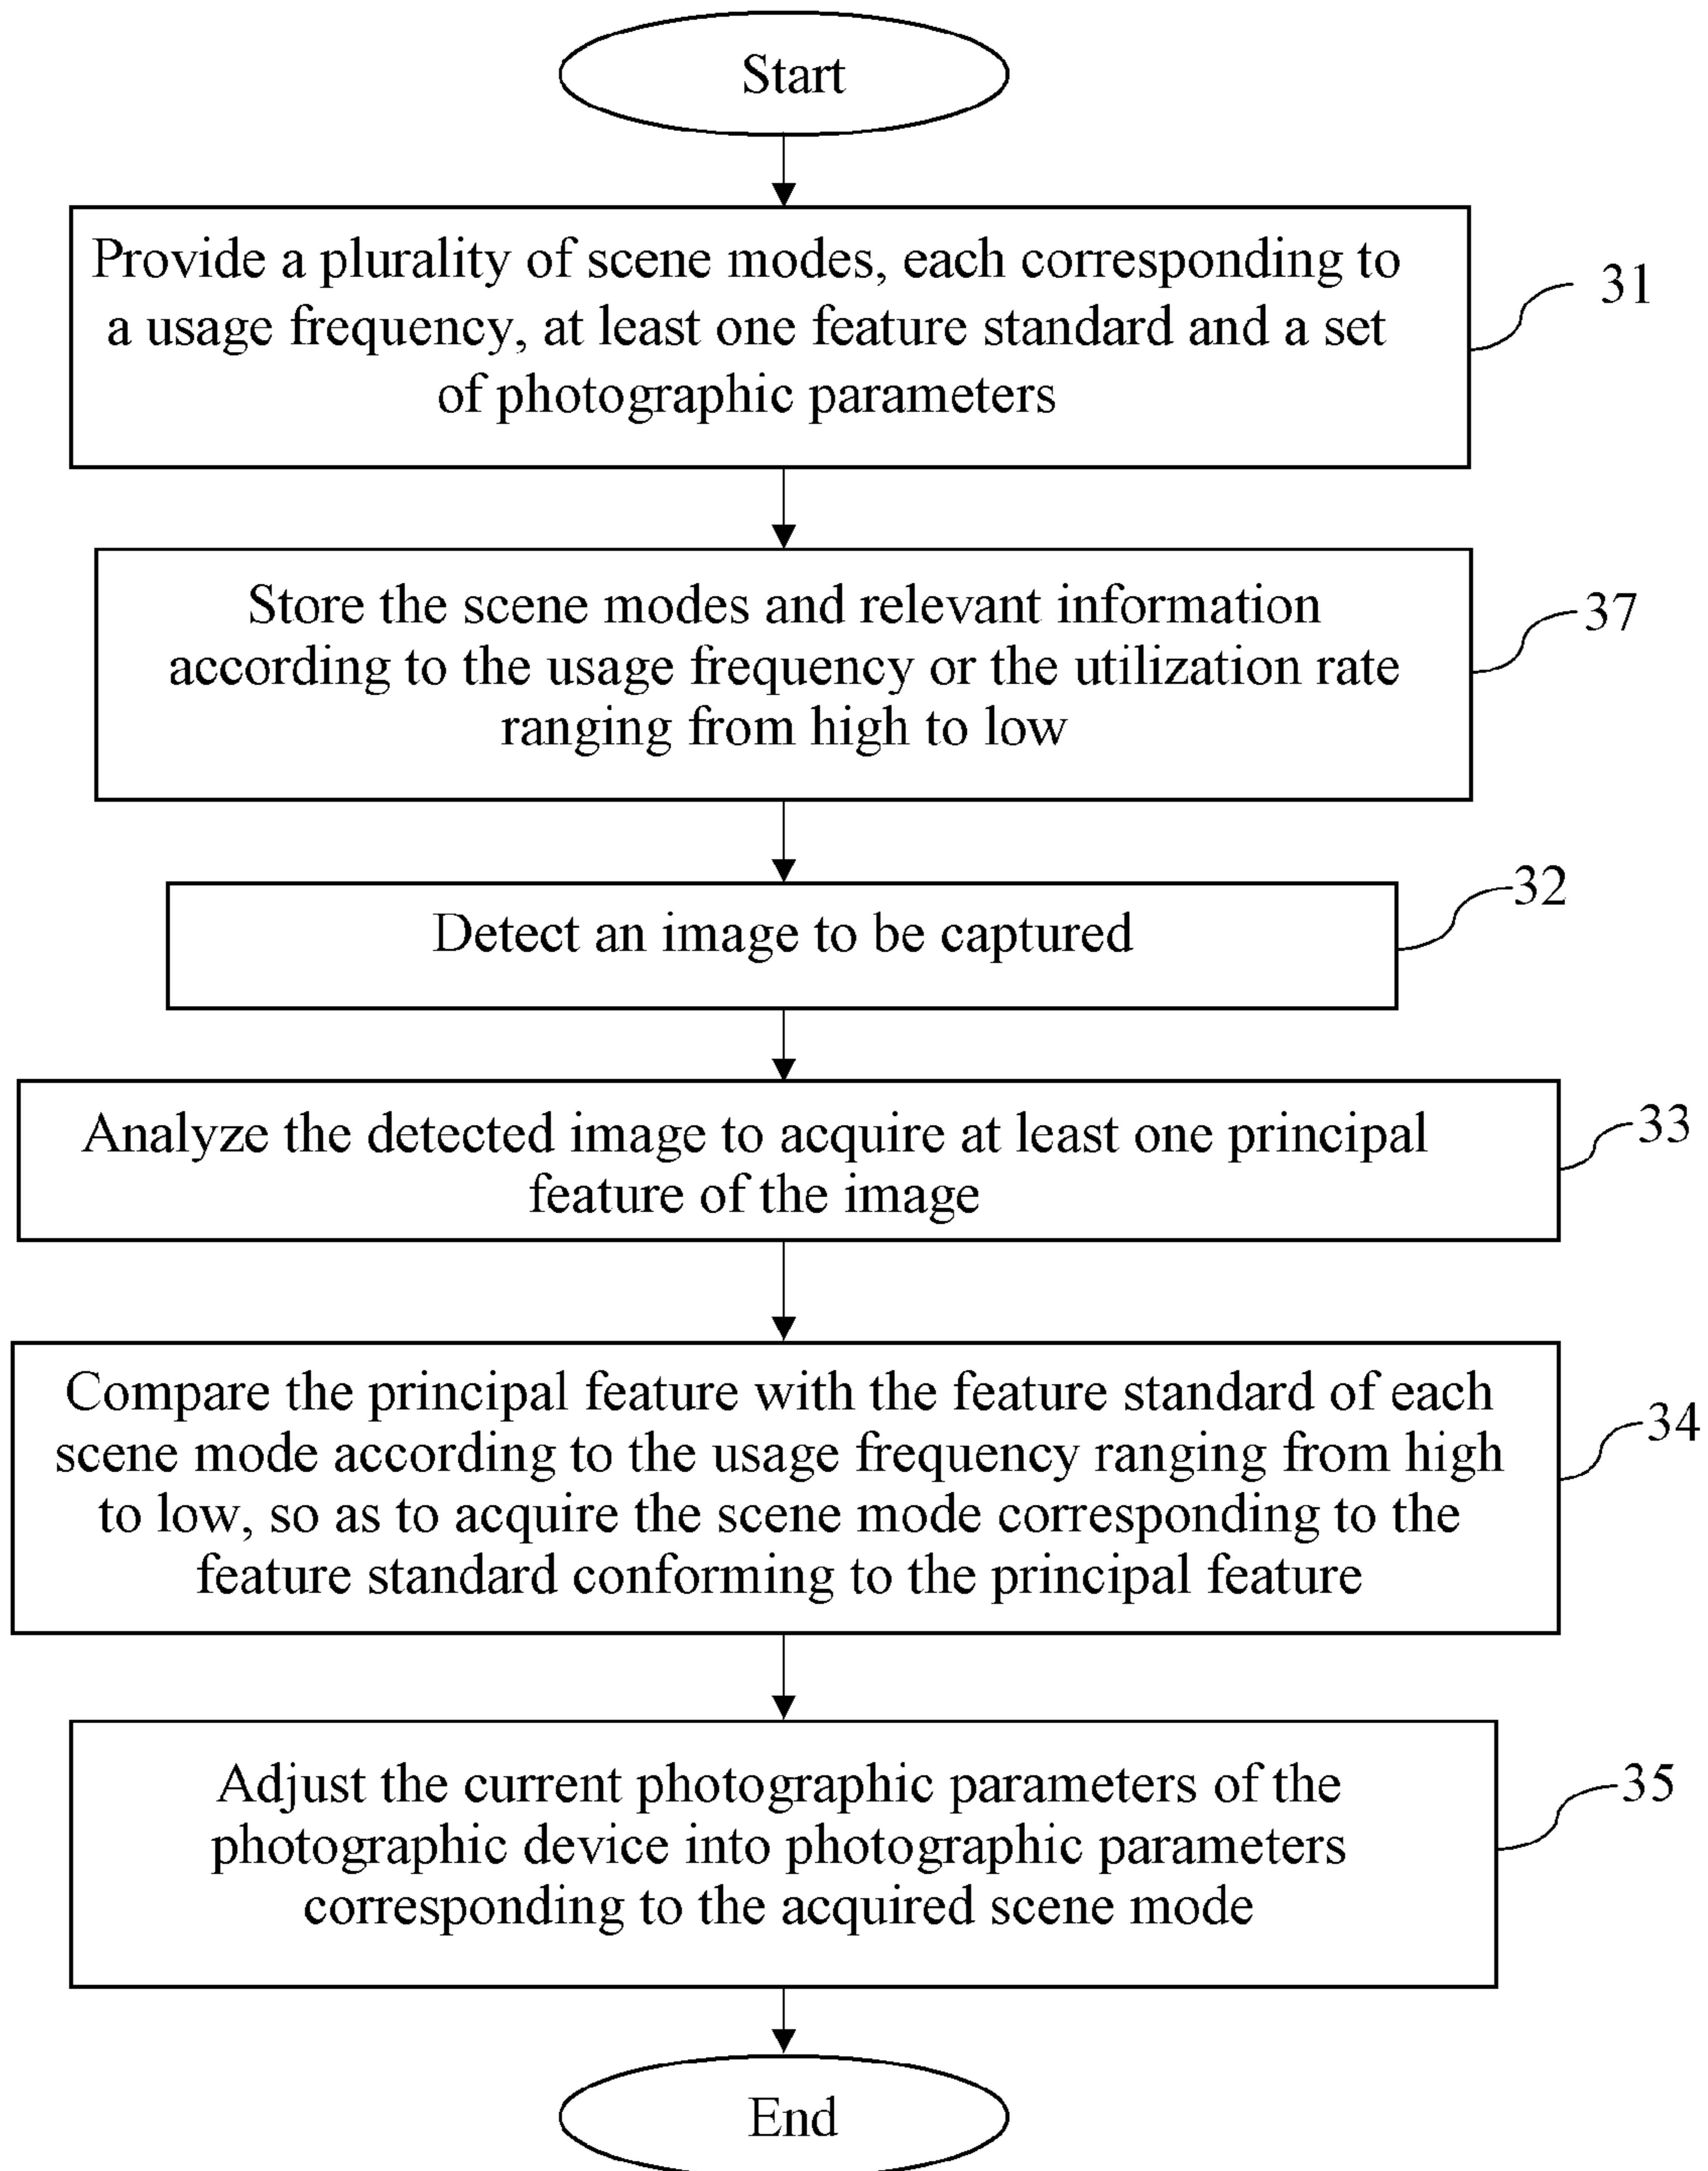 Start
Provide a plurality of scene modes, each corresponding to
a usage frequency, at least one feature standard and a set
of photographic parameters
31
Store the scene modes and relevant information
according to the usage frequency or the utilization rate
ranging from high to low
37
Detect an image to be captured
32
Analyze the detected image to acquire at least one principal
feature of the image
33
Compare the principal feature with the feature standard of each
scene mode according to the usage frequency ranging from high
to low, so as to acquire the scene mode corresponding to the
feature standard conforming to the principal feature
34
Adjust the current photographic parameters of the
photographic device into photographic parameters
corresponding to the acquired scene mode
35
End